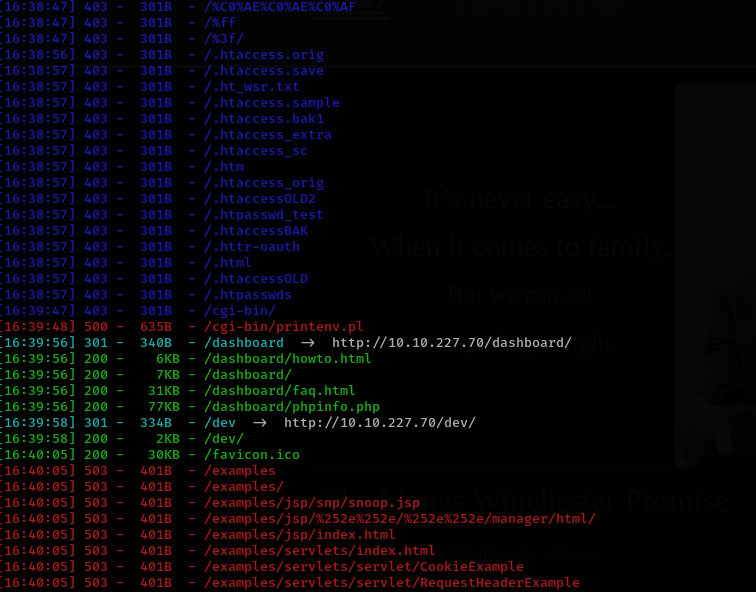 [16:38:47] 403 -  301B  - /%C0%AE%C0%AE%C0%AF
[16:38:47] 403 -  301B  - /%ff
[16:38:47] 403 -  301B  - /%3f/
[16:38:56] 403 -  301B  - /.htaccess.orig
[16:38:57] 403 -  301B  - /.htaccess.save
[16:38:57] 403 -  301B  - /.ht_wsr.txt
[16:38:57] 403 -  301B  - /.htaccess.sample
[16:38:57] 403 -  301B  - /.htaccess.bak1
[16:38:57] 403 -  301B  - /.htaccess_extra
[16:38:57] 403 -  301B  - /.htaccess_sc
[16:38:57] 403 -  301B  - /.htm
[16:38:57] 403 -  301B  - /.htaccess_orig
[16:38:57] 403 -  301B  - /.htaccessOLD2
[16:38:57] 403 -  301B  - /.htpasswd_test
[16:38:57] 403 -  301B  - /.htaccessBAK
[16:38:57] 403 -  301B  - /.httr-oauth
It's never easy...
[16:38:57] 403 -  301B  - /.html
When it comes to family.
[16:38:57] 403 -  301B  - /.htaccessOLD
[16:38:57] 403 -  301B  - /.htpasswds
But we can set
[16:39:47] 403 -  301B  - /cgi-bin/
[16:39:48] 500 -  635B  - /cgi-bin/printenv.pl
[16:39:56] 301 -  340B  - /dashboard  →  http://10.10.227.70/dashboard/
[16:39:56] 200 -    6KB - /dashboard/howto.html
[16:39:56] 200 -    7KB - /dashboard/
[16:39:56] 200 -   31KB - /dashboard/faq.html
[16:39:56] 200 -   77KB - /dashboard/phpinfo.php
[16:39:58] 301 -  334B  - /dev  →  http://10.10.227.70/dev/
[16:39:58] 200 -    2KB - /dev/
[16:40:05] 200 -   30KB - /favicon.ico
[16:40:05] 503 -  401B  - /examples
[16:40:05] 503 -  401B  - /examples/
Winchester Promise
[16:40:05] 503 -  401B  - /examples/jsp/snp/snoop.jsp
[16:40:05] 503 -  401B  - /examples/jsp/%252e%252e/%252e%252e/manager/html/
[16:40:05] 503 -  401B  - /examples/jsp/index.html
[16:40:05] 503 -  401B  - /examples/servlets/index.html
[16:40:05] 503 -  401B  - /examples/servlets/servlet/CookieExample
[16:40:05] 503 -  401B  - /examples/servlets/servlet/RequestHeaderExample